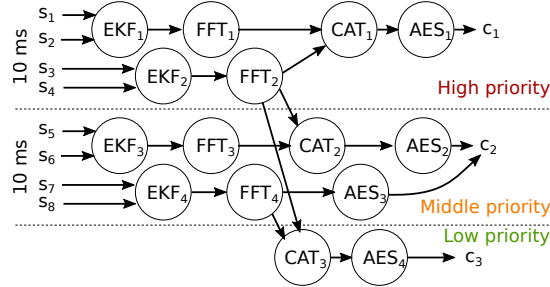 10 ms
s1
s2
EKF1
FFT1
CAT1
AES1
c1
s3
s4
EKF2
FFT2
High priority
10 ms
s5
s6
EKF3
FFT3
CAT2
AES2
c2
s7
s8
EKF4
FFT4
AES3
Middle priority
Low priority
CAT3
AES4
c3